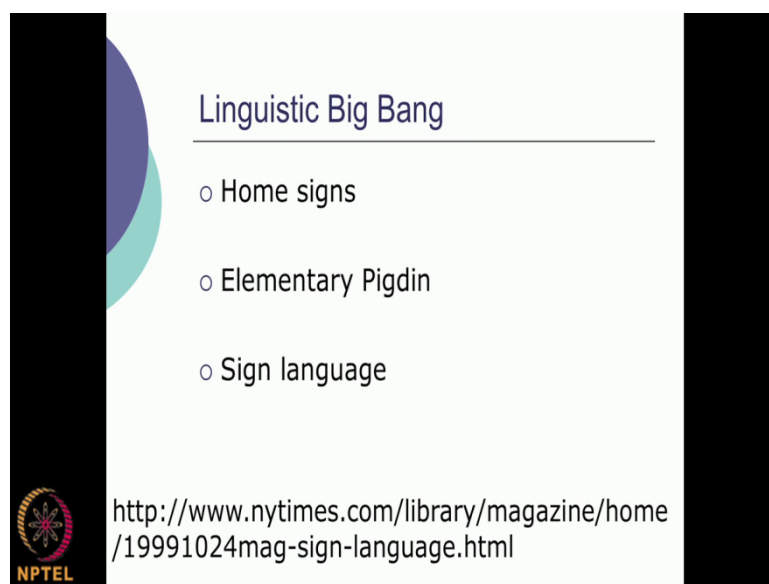 Linguistic Big Bang
Home signs
Elementary Pigdin
Sign language
http://www.nytimes.com/library/magazine/home
/19991024mag-sign-language.html
NPTEL